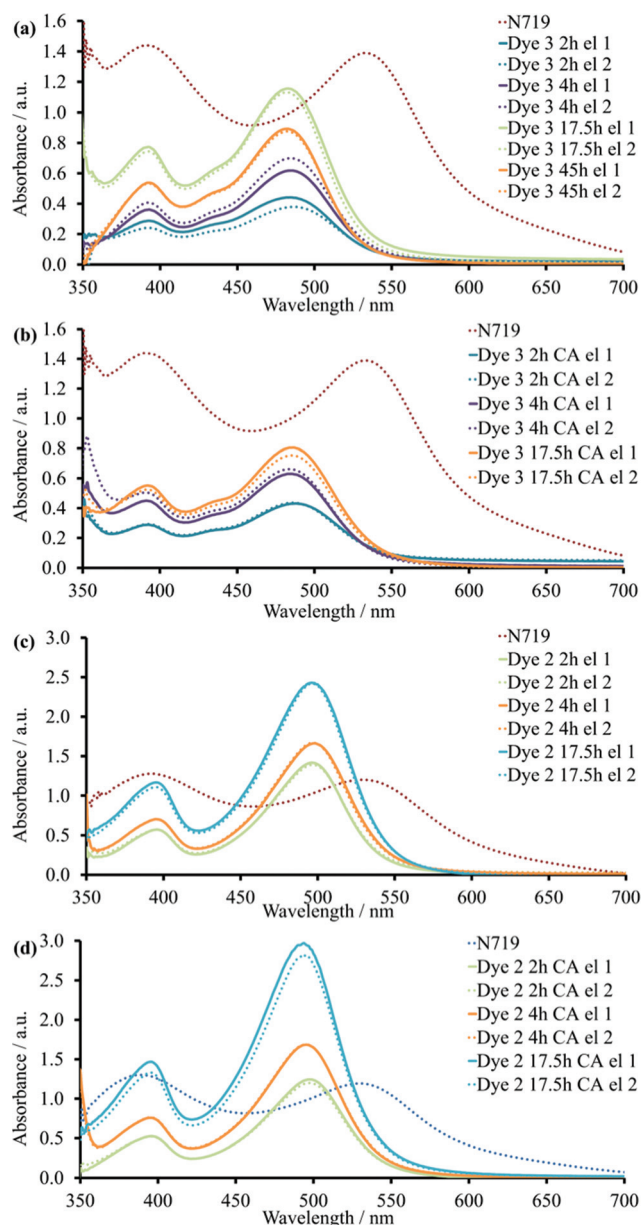 (a)
1.6
1.4
1.2
1.0
0.8
0.6
0.4
0.2
0.0
Absorbance / a.u.
N719
Dye 3 2h el 1
Dye 3 2h el 2
Dye 3 4h el 1
Dye 3 4h el 2
Dye 3 17.5h el 1
Dye 3 17.5h el 2
Dye 3 45h el 1
Dye 3 45h el 2
350 400 450 500 550 600 650 700
Wavelength / nm
(b)
1.6
1.4
1.2
1.0
0.8
0.6
0.4
0.2
0.0
Absorbance / a.u.
N719
Dye 3 2h CA el 1
Dye 3 2h CA el 2
Dye 3 4h CA el 1
Dye 3 4h CA el 2
Dye 3 17.5h CA el 1
Dye 3 17.5h CA el 2
350 400 450 500 550 600 650 700
Wavelength / nm
(c)
3.0
2.5
2.0
1.5
1.0
0.5
0.0
Absorbance / a.u.
N719
Dye 2 2h el 1
Dye 2 2h el 2
Dye 2 4h el 1
Dye 2 4h el 2
Dye 2 17.5h el 1
Dye 2 17.5h el 2
350 400 450 500 550 600 650 700
Wavelength / nm
(d)
3.0
2.5
2.0
1.5
1.0
0.5
0.0
Absorbance / a.u.
N719
Dye 2 2h CA el 1
Dye 2 2h CA el 2
Dye 2 4h CA el 1
Dye 2 4h CA el 2
Dye 2 17.5h CA el 1
Dye 2 17.5h CA el 2
350 400 450 500 550 600 650 700
Wavelength / nm